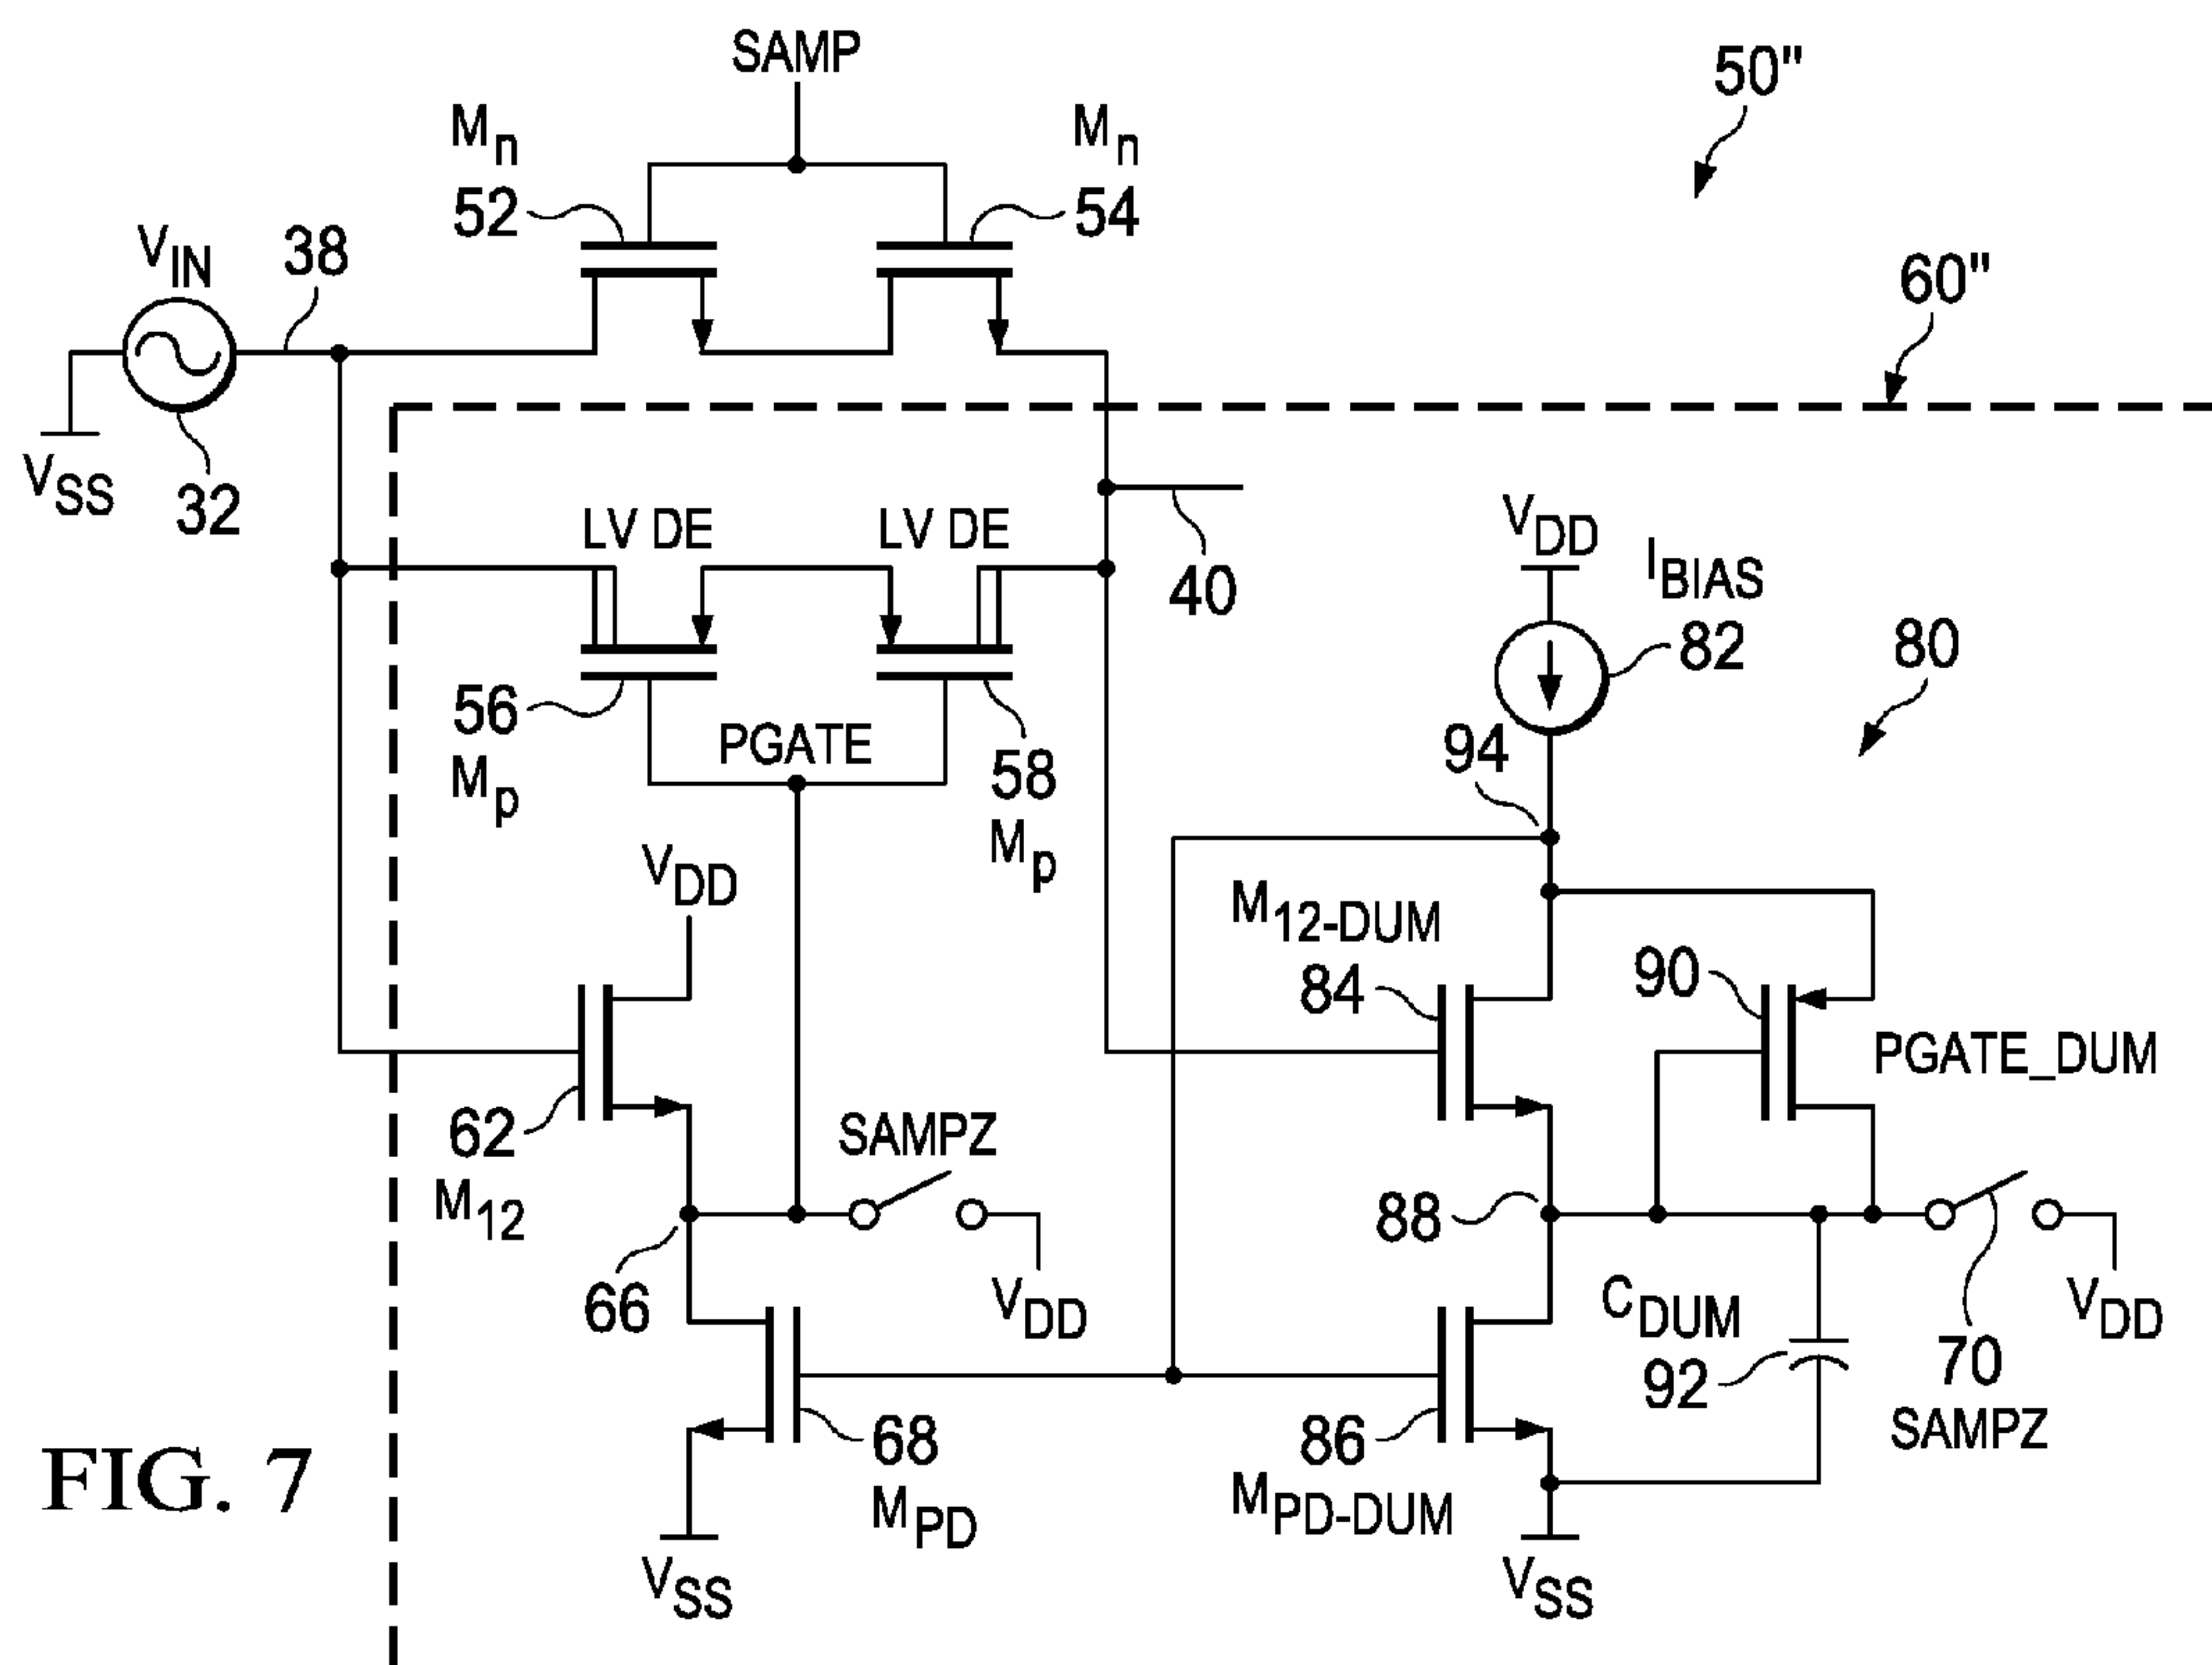 SAMP
50"
Mn
Mn
52
54
VIN
38
60"
VSS
32
LV DE
LV DE
40
VDD
IBIAS
82
80
56
Mp
PGATE
58
Mp
94
VDD
M12-DUM
84
90
PGATE_DUM
62
M12
SAMPZ
88
66
VDD
CDUM
92
70
SAMPZ
VDD
68
MPD
86
MPD-DUM
FIG. 7
VSS
VSS